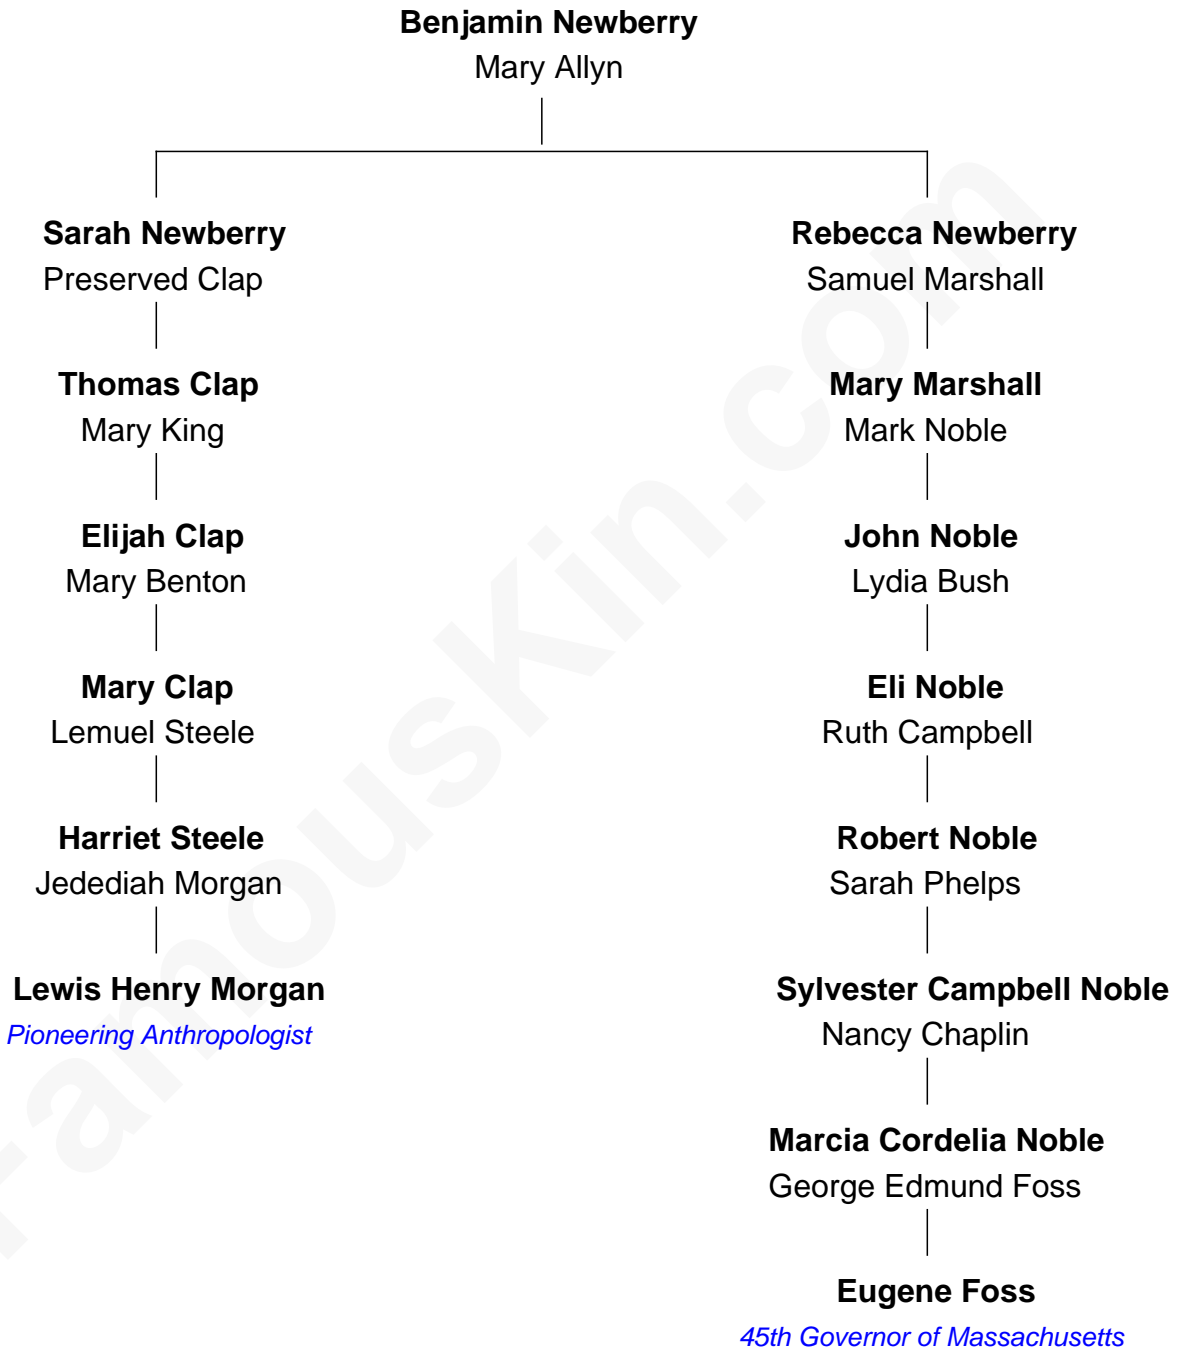 Benjamin Newberry
Mary Allyn
Sarah Newberry
Preserved Clap
Thomas Clap
Mary King
Elijah Clap
Mary Benton
Mary Clap
Lemuel Steele
Harriet Steele
Jedediah Morgan
Lewis Henry Morgan
Pioneering Anthropologist
Rebecca Newberry
Samuel Marshall
Mary Marshall
Mark Noble
John Noble
Lydia Bush
Eli Noble
Ruth Campbell
Robert Noble
Sarah Phelps
Sylvester Campbell Noble
Nancy Chaplin
Marcia Cordelia Noble
George Edmund Foss
Eugene Foss
45th Governor of Massachusetts
FamousKin.com